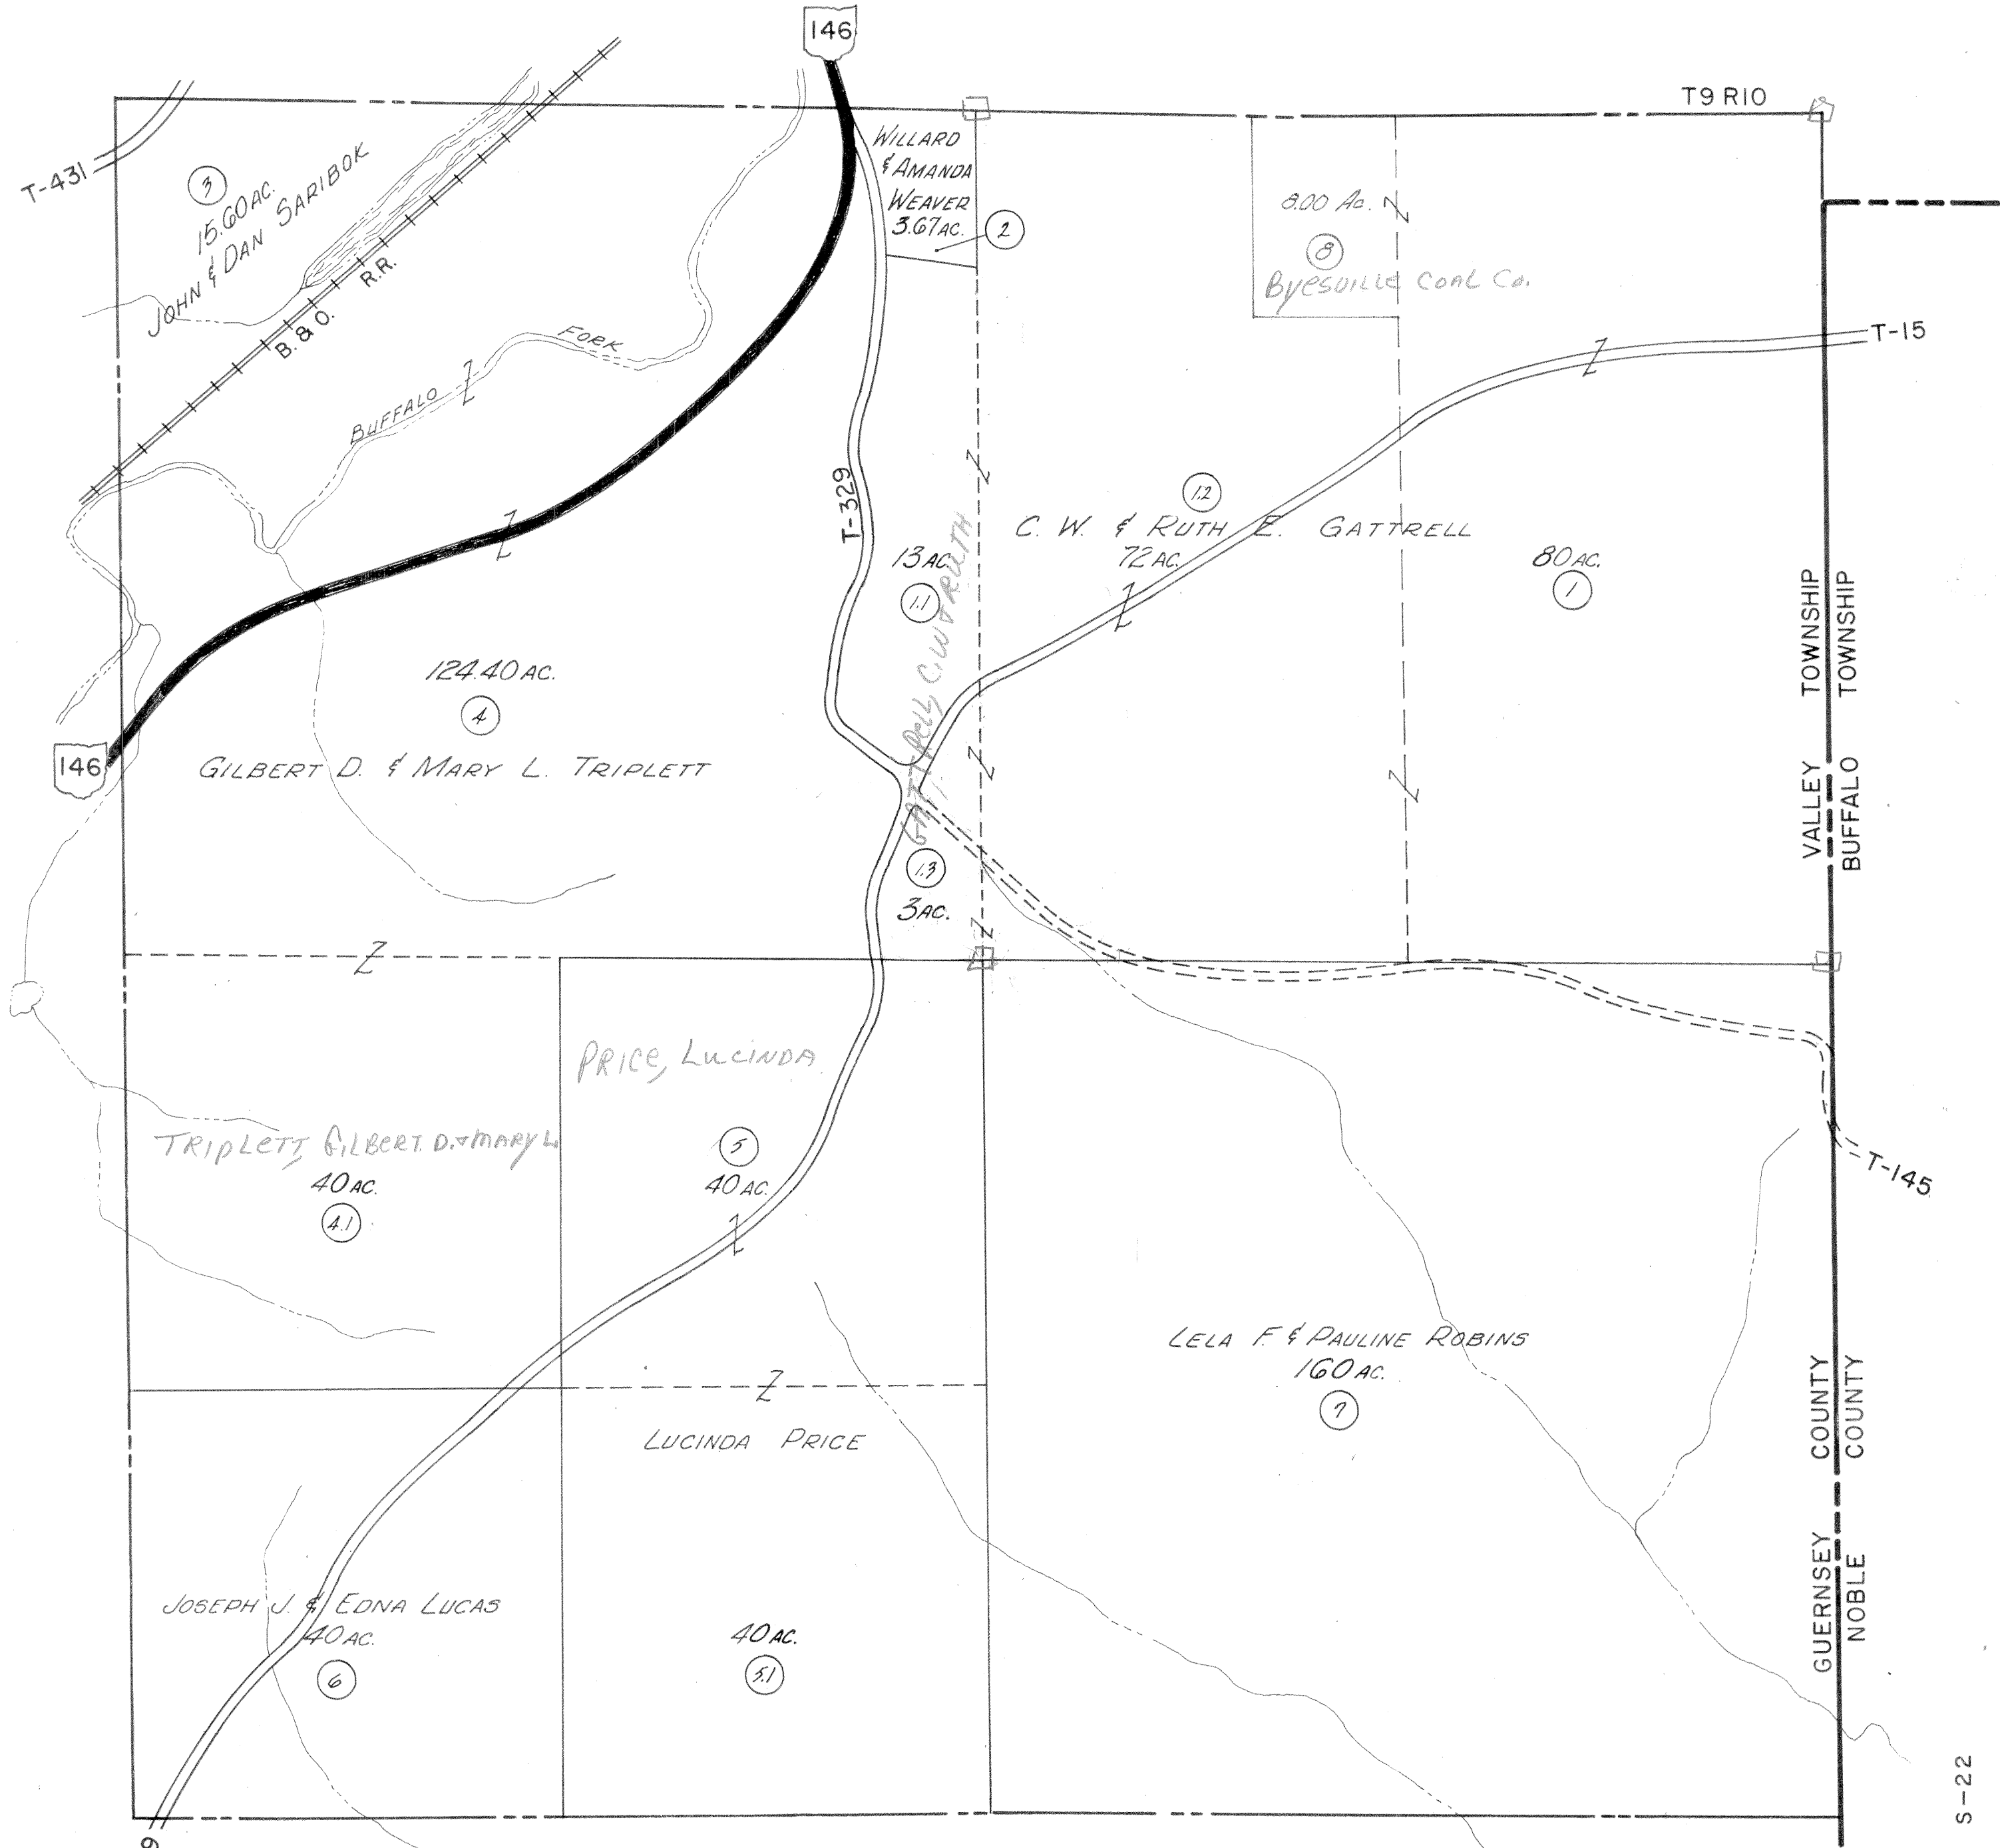 146
T9 R10
T-431
3
15.60 AC.
JOHN & DAN SARIBOK
B. & O. R.R.
BUFFALO FORK
WILLARD
& AMANDA
WEAVER
3.67 AC.
2
8.00 Ac.
8
Byesville COAL Co.
T-15
T-329
1.2
C. W. & RUTH E. GATTRELL
72 AC.
80 AC.
1
13 AC.
1.1
GATTRELL, C.W & RUTH
124.40 AC.
4
GILBERT D. & MARY L. TRIPLETT
146
1.3
3 AC.
VALLEY TOWNSHIP
BUFFALO TOWNSHIP
PRICE, LUCINDA
5
40 AC.
TRIPLETT, GILBERT. D. & MARY L
40 AC.
4.1
T-145
LELA F. & PAULINE ROBINS
160 AC.
7
LUCINDA PRICE
40 AC.
5.1
JOSEPH J. & EDNA LUCAS
40 AC.
6
GUERNSEY COUNTY
NOBLE COUNTY
S-22
9